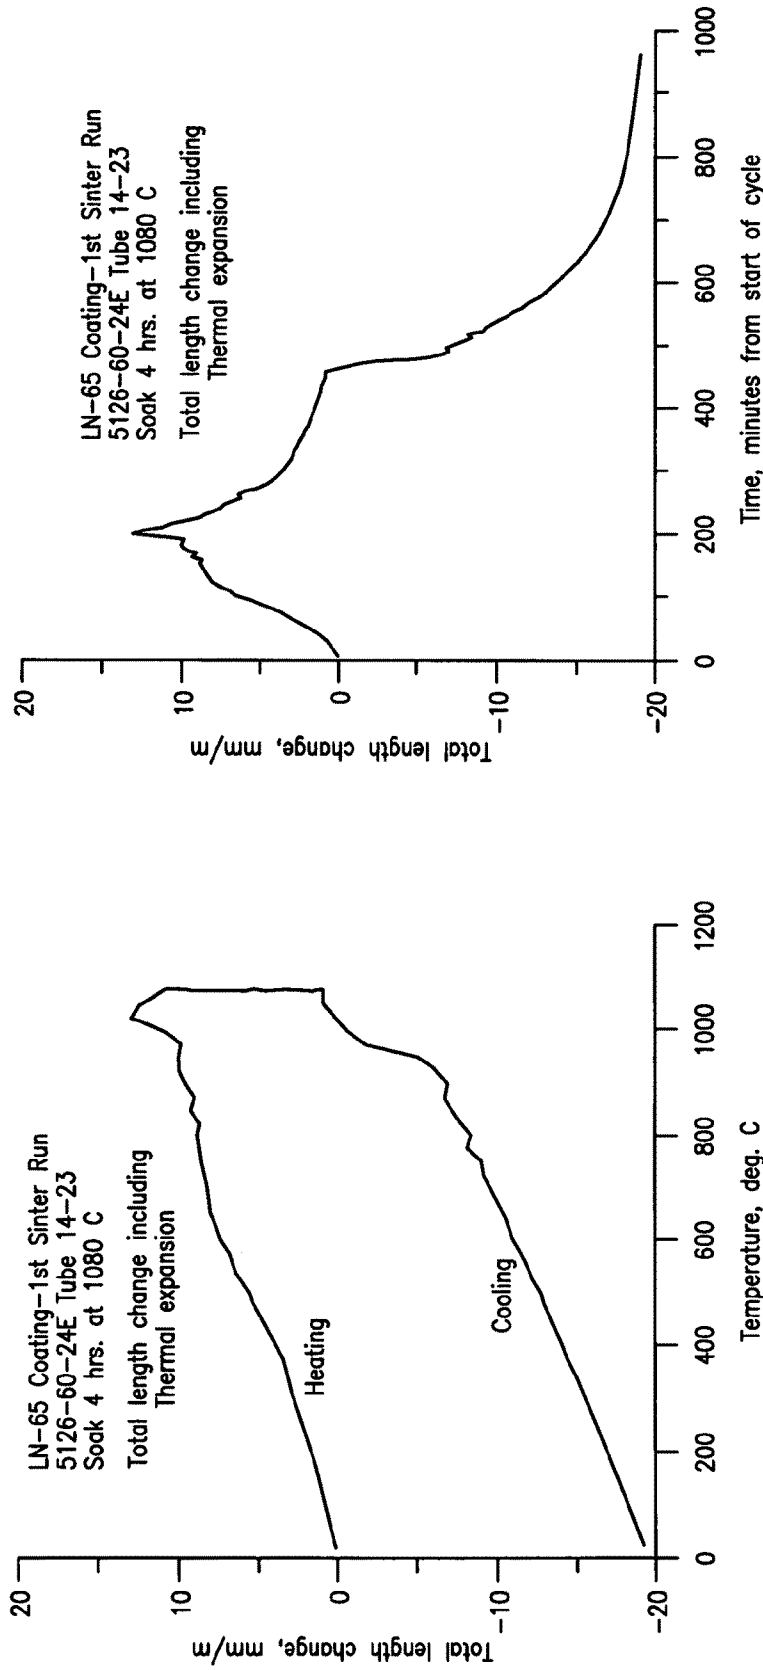 LN-65 Coating-1st Sinter Run
5126-60-24E Tube 14-23
Soak 4 hrs. at 1080 C
Total length change including
Thermal expansion
Total length change, mm/m
20
10
0
-10
-20
Heating
Cooling
0
200
400
600
800
1000
1200
Temperature, deg. C
LN-65 Coating-1st Sinter Run
5126-60-24E Tube 14-23
Soak 4 hrs. at 1080 C
Total length change including
Thermal expansion
Total length change, mm/m
20
10
0
-10
-20
0
200
400
600
800
1000
Time, minutes from start of cycle